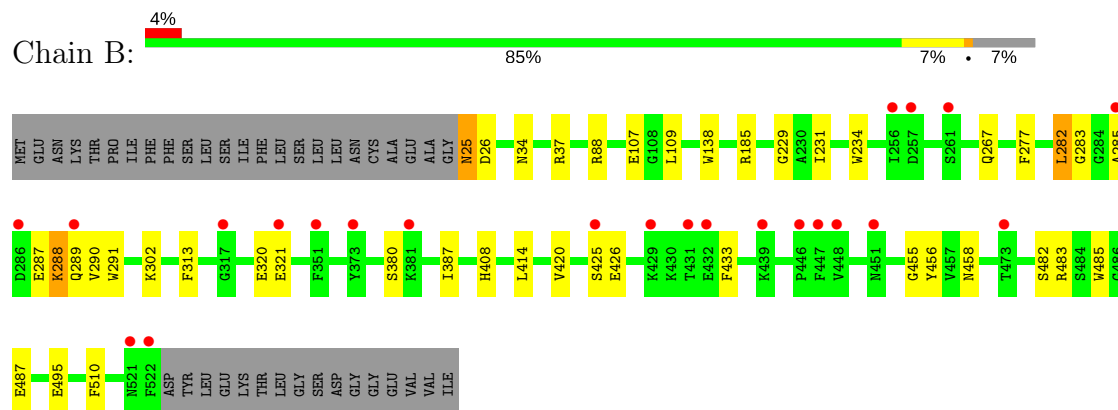 Chain B:
4%
85%
7%
•
7%
MET GLU ASN LYS THR PRO ILE PHE PHE SER LEU SER ILE PHE LEU SER LEU LEU ASN CYS ALA GLU ALA ALA GLY N25 D26 N34 R37 R88 E107 G108 L109 W138 R185 G229 A230 I231 W234 I256 D257 S261 Q267 F277 L282 G283 G284 A285
D286 E287 K288 Q289 V290 W291 K302 F313 G317 E320 E321 F351 Y373 S380 K381 I387 H408 L414 V420 S425 E426 K429 K430 T431 E432 F433 K439 P446 F447 V448 N451 G455 Y456 V457 N458 T473 S482 R483 S484 W485 G486
E487 E495 F510 N521 F522 ASP TYR LEU GLU LYS THR LEU GLY SER ASP GLY GLY GLU VAL VAL ILE